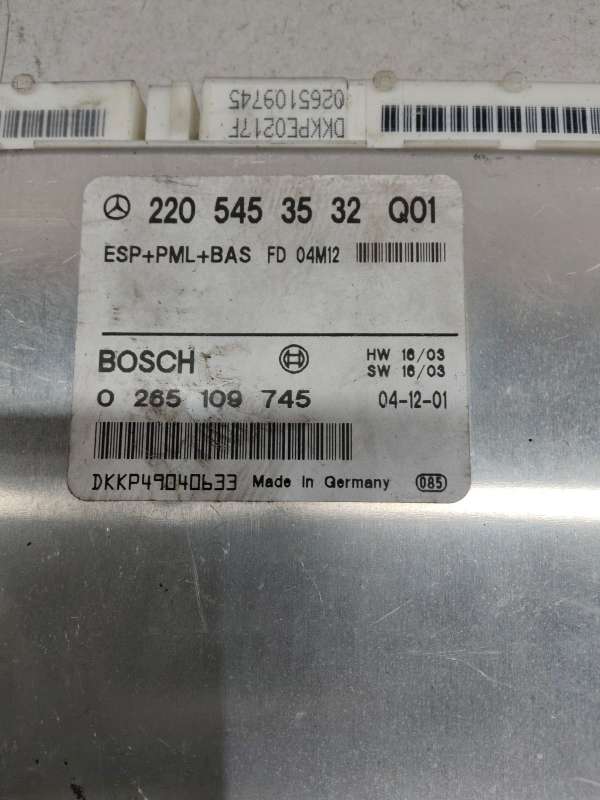 0265109745
DKKPE0217F
220 545 35 32 Q01
ESP+PML+BAS FD 04M12
BOSCH
HW 16/03
SW 16/03
0 265 109 745
04-12-01
DKKP49040633 Made in Germany 085